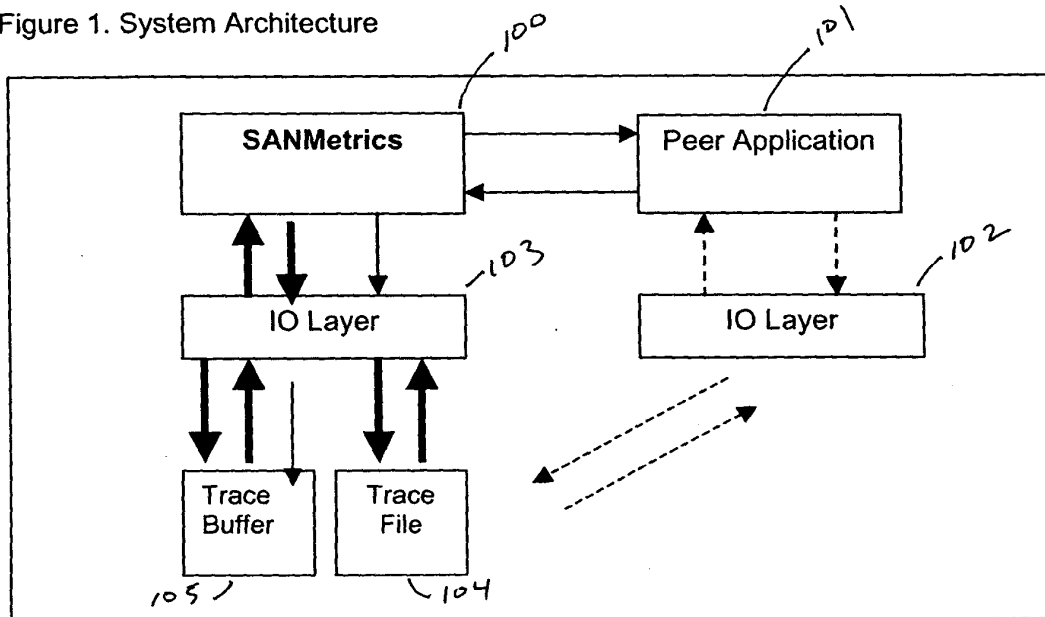 Figure 1. System Architecture
100
101
SANMetrics
Peer Application
103
102
IO Layer
IO Layer
Trace
Buffer
Trace
File
105
104